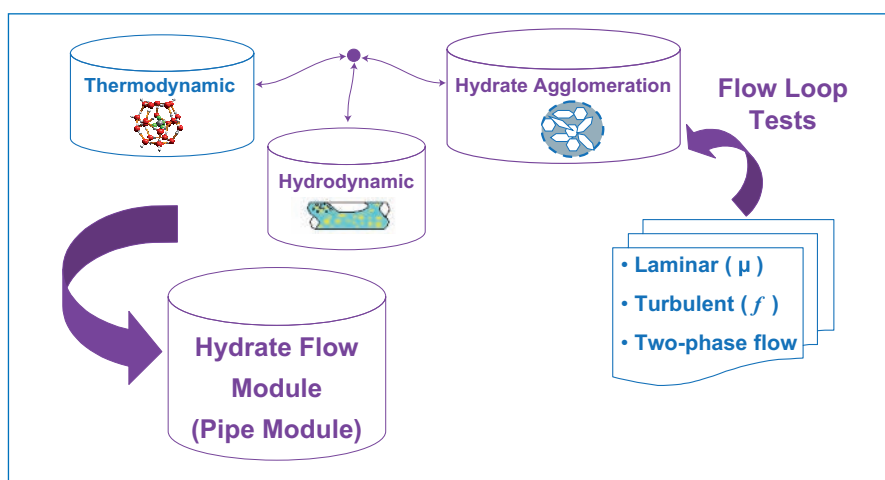 Thermodynamic
Hydrate Agglomeration
Flow Loop
Tests
Hydrodynamic
• Laminar ( µ )
• Turbulent ( f )
• Two-phase flow
Hydrate Flow
Module
(Pipe Module)